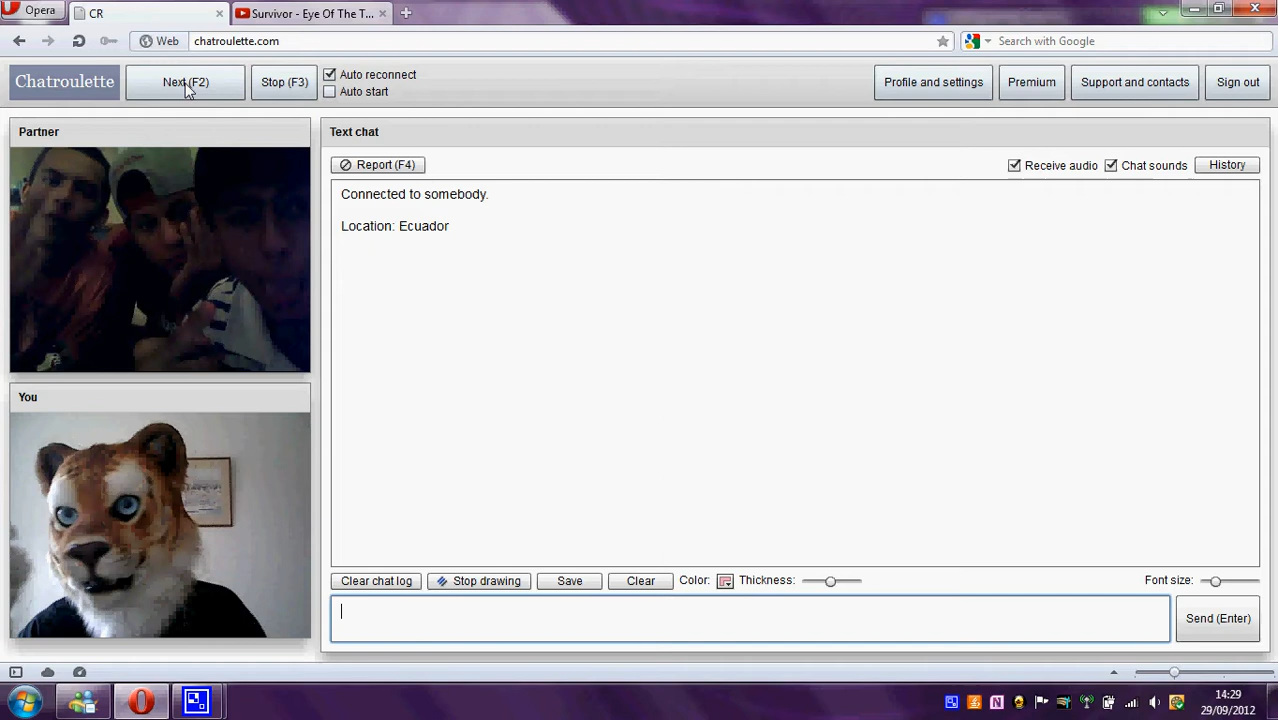 Opera
CR
Survivor - Eye Of The T...
Web
chatroulette.com
Search with Google
Chatroulette
Next (F2)
Stop (F3)
Auto reconnect
Auto start
Profile and settings
Premium
Support and contacts
Sign out
Partner
Text chat
Report (F4)
Receive audio
Chat sounds
History
Connected to somebody.
Location: Ecuador
You
Clear chat log
Stop drawing
Save
Clear
Color:
Thickness:
Font size:
Send (Enter)
14:29
29/09/2012